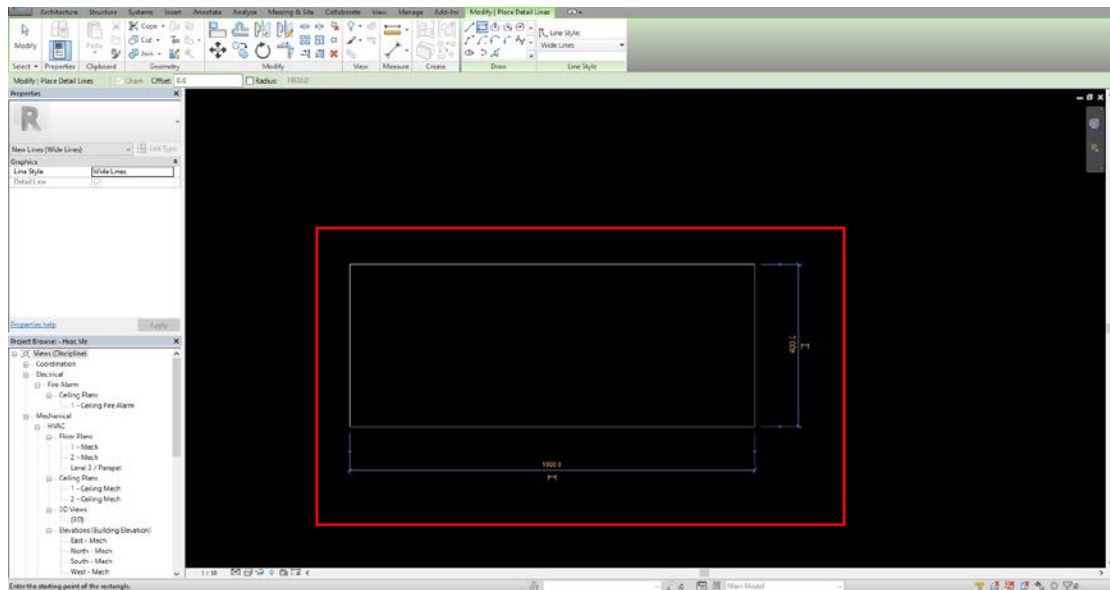 Architecture Structure Systems Insert Annotate Analyze Massing & Site Collaborate View Manage Add-Ins Modify | Place Detail Lines
Modify
Paste
Cope
Cut
Join
Line Style:
Wide Lines
Select Properties Clipboard Geometry Modify View Measure Create Draw Line Style
Modify | Place Detail Lines Chain Offset: 0.0 Radius: 1000.0
Properties
R
New Lines (Wide Lines) Edit Type
Graphics
Line Style Wide Lines
Detail Line
400.0
1000.0
Properties help Apply
Project Browser - Hvac Me
Views (Discipline)
Coordination
Electrical
Fire Alarm
Ceiling Plans
1 - Ceiling Fire Alarm
Mechanical
HVAC
Floor Plans
1 - Mech
2 - Mech
Level 3 / Parapet
Ceiling Plans
1 - Ceiling Mech
2 - Ceiling Mech
3D Views
{3D}
Elevations (Building Elevation)
East - Mech
North - Mech
South - Mech
West - Mech
Enter the starting point of the rectangle.
:0
Main Model
:0